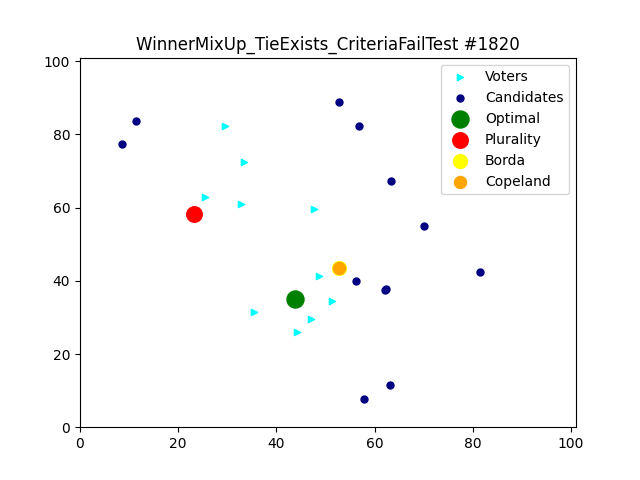 WinnerMixUp_TieExists_CriteriaFailTest #1820
100
80
60
40
20
0
0 20 40 60 80 100
Voters
Candidates
Optimal
Plurality
Borda
Copeland